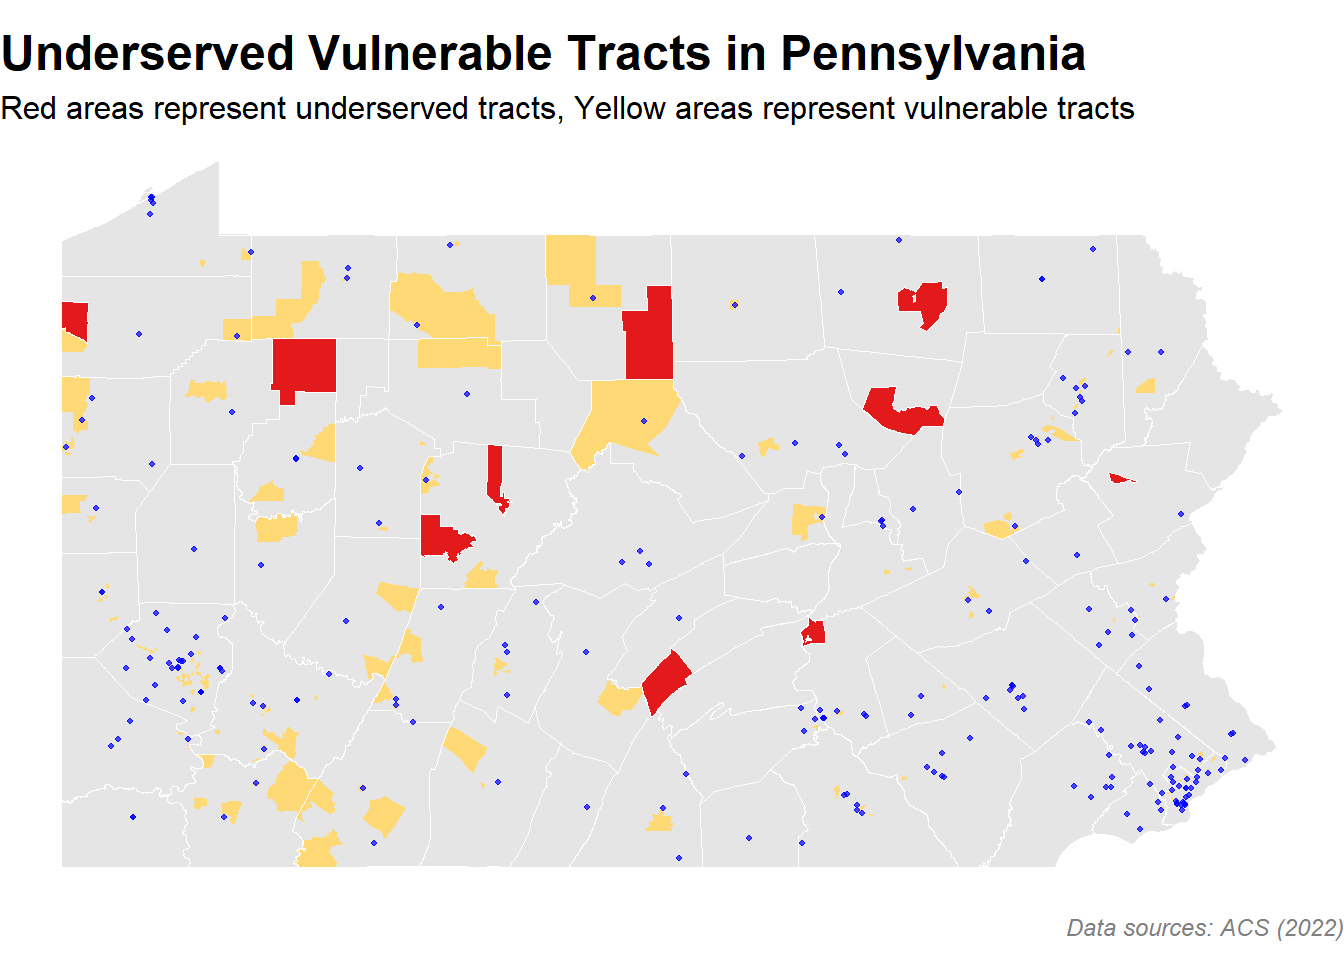 Underserved Vulnerable Tracts in Pennsylvania
Red areas represent underserved tracts, Yellow areas represent vulnerable tracts
Data sources: ACS (2022)